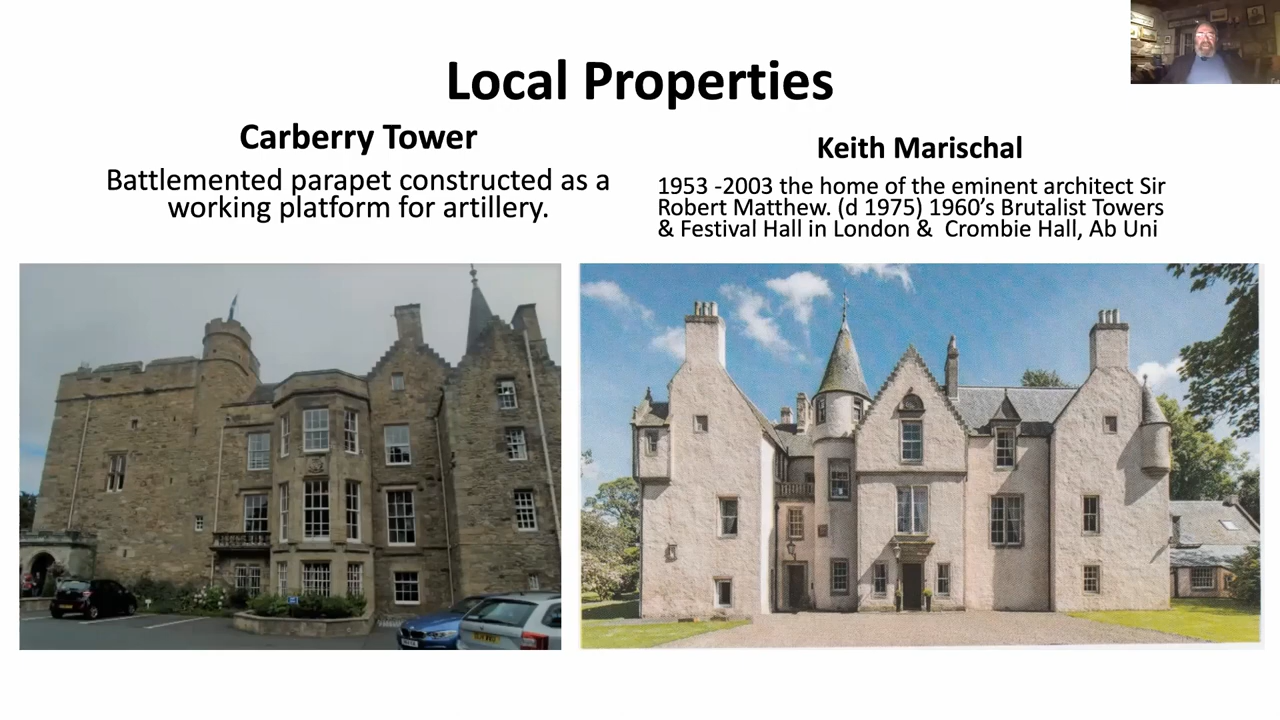 Local Properties
Carberry Tower
Battlemented parapet constructed as a
working platform for artillery.
Keith Marischal
1953 -2003 the home of the eminent architect Sir
Robert Matthew. (d 1975) 1960’s Brutalist Towers
& Festival Hall in London &  Crombie Hall, Ab Uni